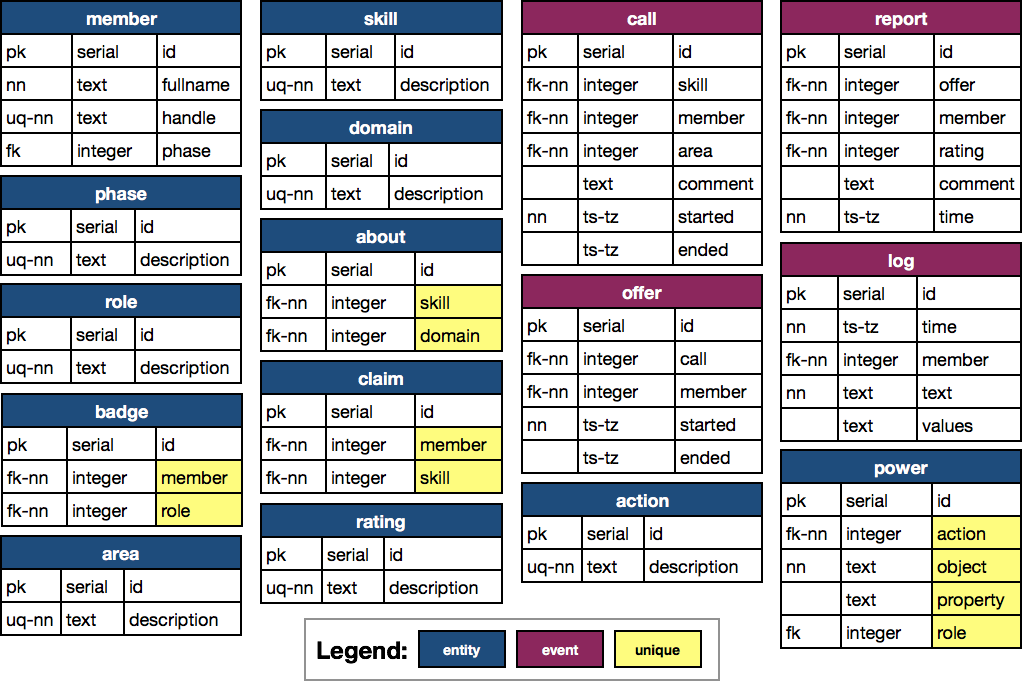 member
pk serial id
nn text fullname
uq-nn text handle
fk integer phase
phase
pk serial id
uq-nn text description
role
pk serial id
uq-nn text description
badge
pk serial id
fk-nn integer member
fk-nn integer role
area
pk serial id
uq-nn text description
skill
pk serial id
uq-nn text description
domain
pk serial id
uq-nn text description
about
pk serial id
fk-nn integer skill
fk-nn integer domain
claim
pk serial id
fk-nn integer member
fk-nn integer skill
rating
pk serial id
uq-nn text description
call
pk serial id
fk-nn integer skill
fk-nn integer member
fk-nn integer area
text comment
nn ts-tz started
ts-tz ended
offer
pk serial id
fk-nn integer call
fk-nn integer member
nn ts-tz started
ts-tz ended
action
pk serial id
uq-nn text description
report
pk serial id
fk-nn integer offer
fk-nn integer member
fk-nn integer rating
text comment
nn ts-tz time
log
pk serial id
nn ts-tz time
fk-nn integer member
nn text text
text values
power
pk serial id
fk-nn integer action
nn text object
text property
fk integer role
Legend: entity event unique